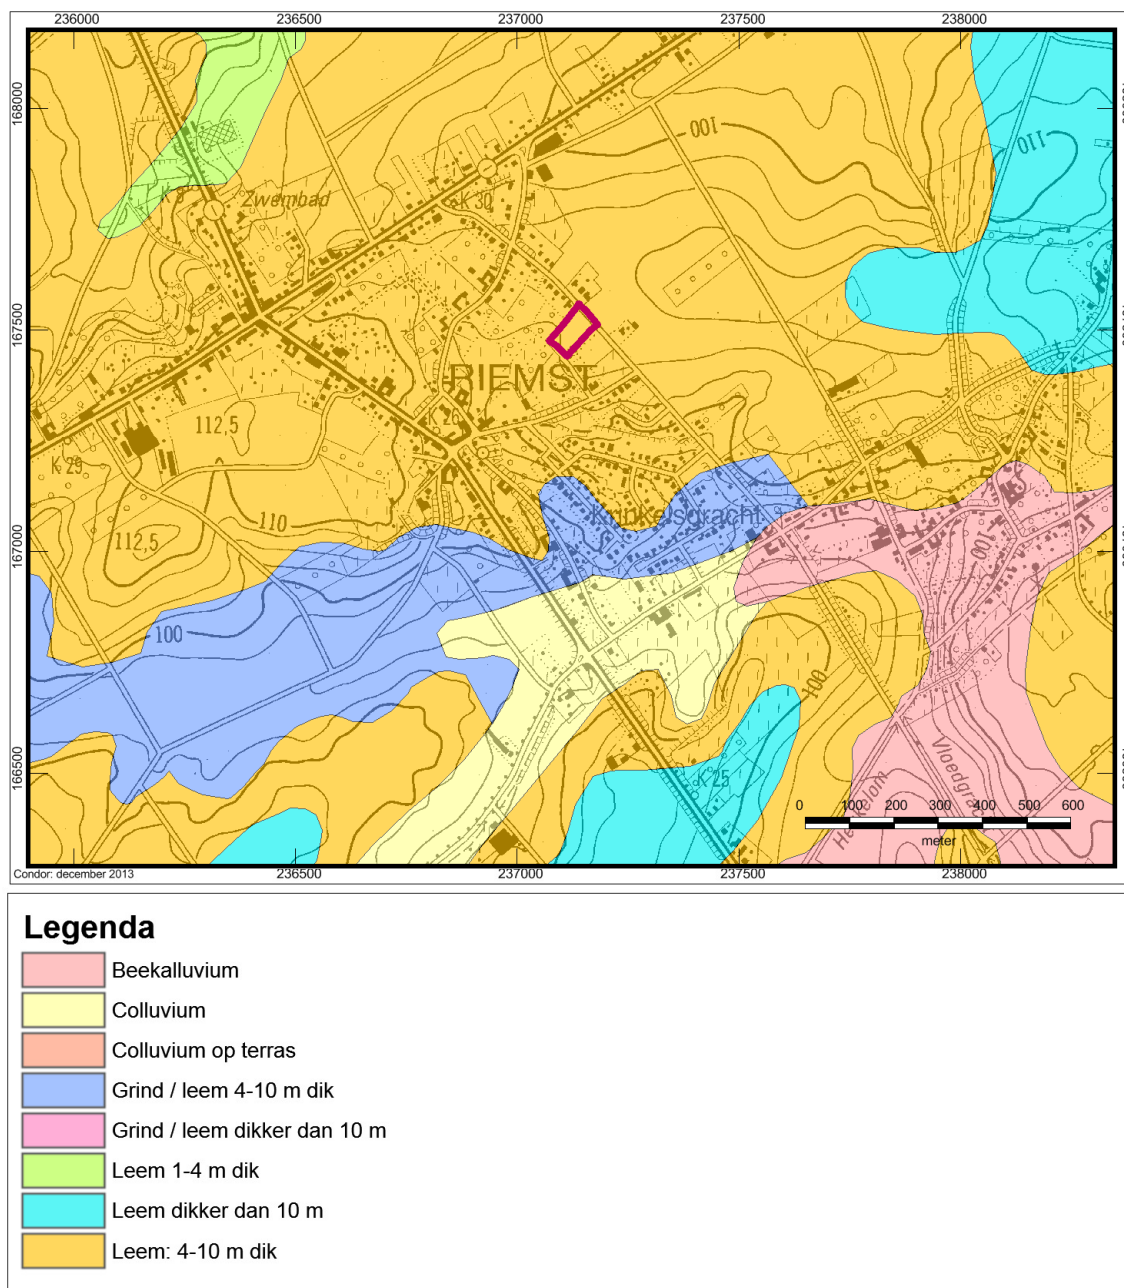 236000 236500 237000 237500 238000
168000
100
110
K 9
Zwembad
K 30
167500
RIEMST
112,5
K 26
K 29
110
112,5
Krinkelsgracht
167000
100
100
100
166500
K 25
Vloedgracht
0 100 200 300 400 500 600
meter
Condor: december 2013
236500 237000 237500 238000
Legenda
Beekalluvium
Colluvium
Colluvium op terras
Grind / leem 4-10 m dik
Grind / leem dikker dan 10 m
Leem 1-4 m dik
Leem dikker dan 10 m
Leem: 4-10 m dik